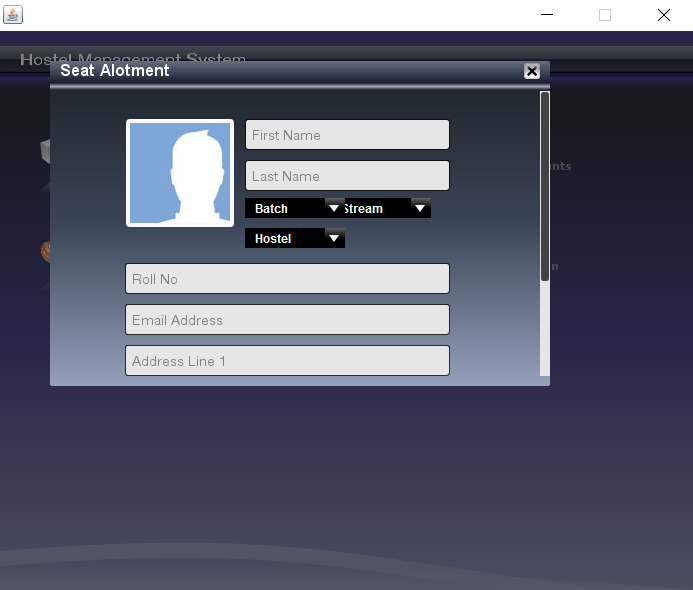 Hostel Management System
Seat Alotment
First Name
Last Name
Batch Stream
Hostel
Roll No
Email Address
Address Line 1